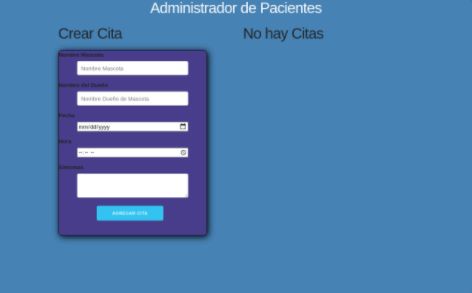 Administrador de Pacientes
Crear Cita
No hay Citas
Nombre Mascota
Nombre Mascota
Nombre del Dueño
Nombre Dueño de Mascota
Fecha
mm/dd/yyyy
Hora
--:-- --
Síntomas
AGREGAR CITA